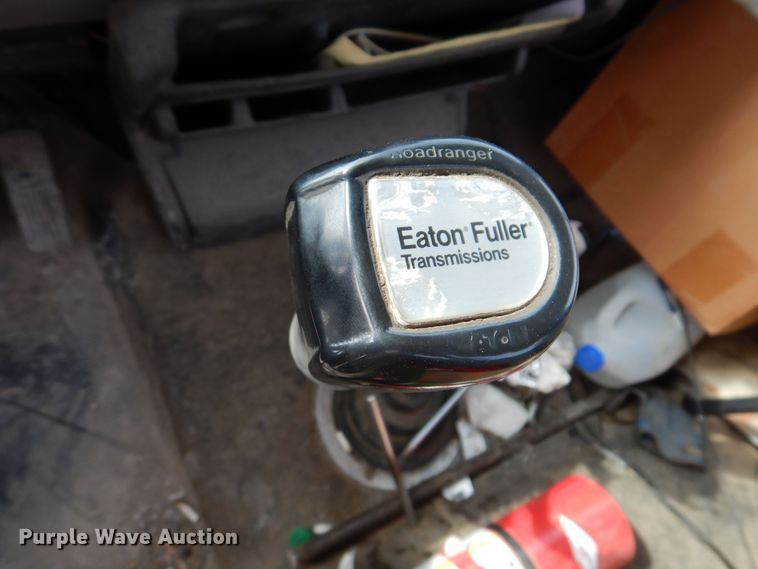 Roadranger
Eaton® Fuller®
Transmissions
Purple Wave Auction